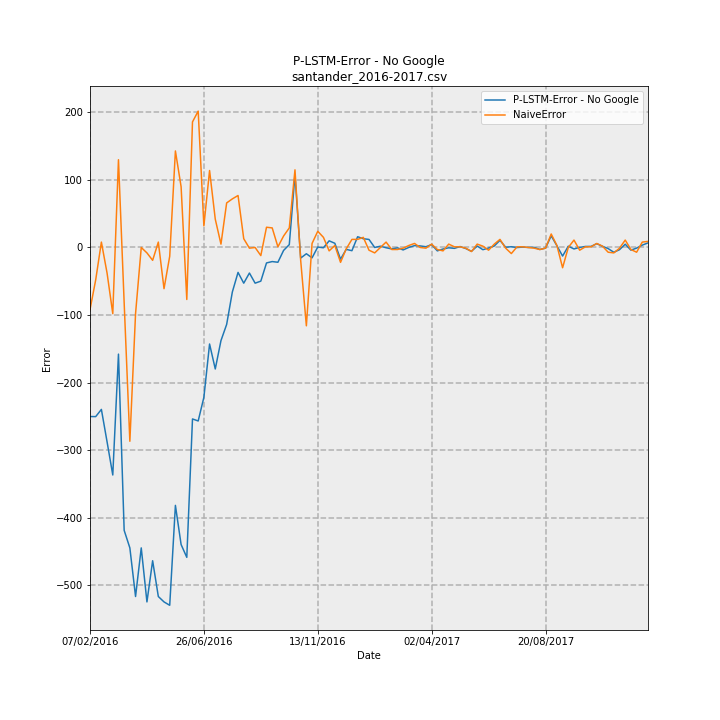 P-LSTM-Error - No Google
santander_2016-2017.csv
P-LSTM-Error - No Google
NaiveError
200
100
0
−100
−200
−300
−400
−500
Error
07/02/2016 26/06/2016 13/11/2016 02/04/2017 20/08/2017
Date